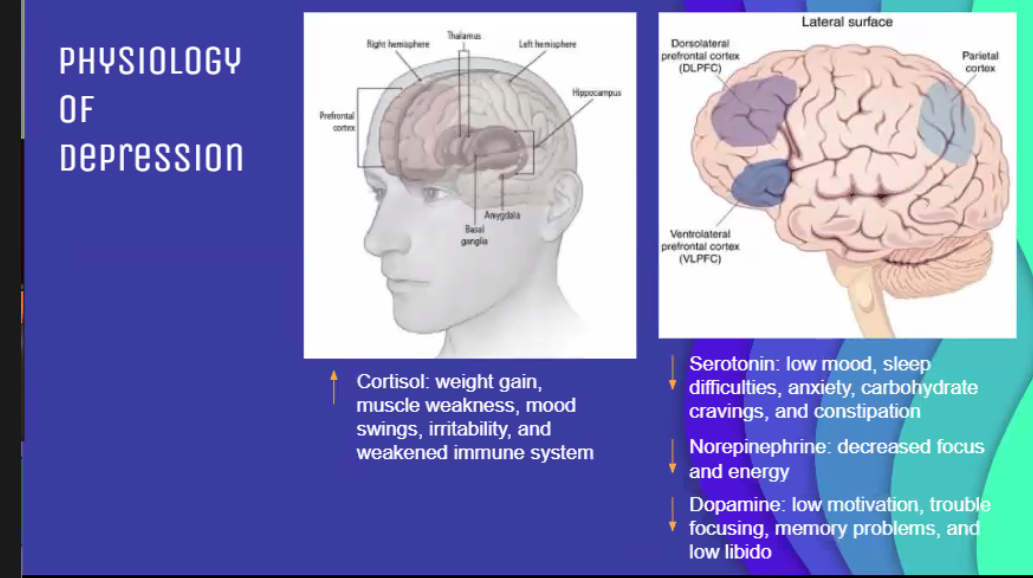 PHYSIOLOGY
OF
DEPRESSION
Right hemisphere
Thalamus
Left hemisphere
Hippocampus
Prefrontal
cortex
Amygdala
Basal
ganglia
Lateral surface
Dorsolateral
prefrontal cortex
(DLPFC)
Parietal
cortex
Ventrolateral
prefrontal cortex
(VLPFC)
Cortisol: weight gain,
muscle weakness, mood
swings, irritability, and
weakened immune system
Serotonin: low mood, sleep
difficulties, anxiety, carbohydrate
cravings, and constipation
Norepinephrine: decreased focus
and energy
Dopamine: low motivation, trouble
focusing, memory problems, and
low libido